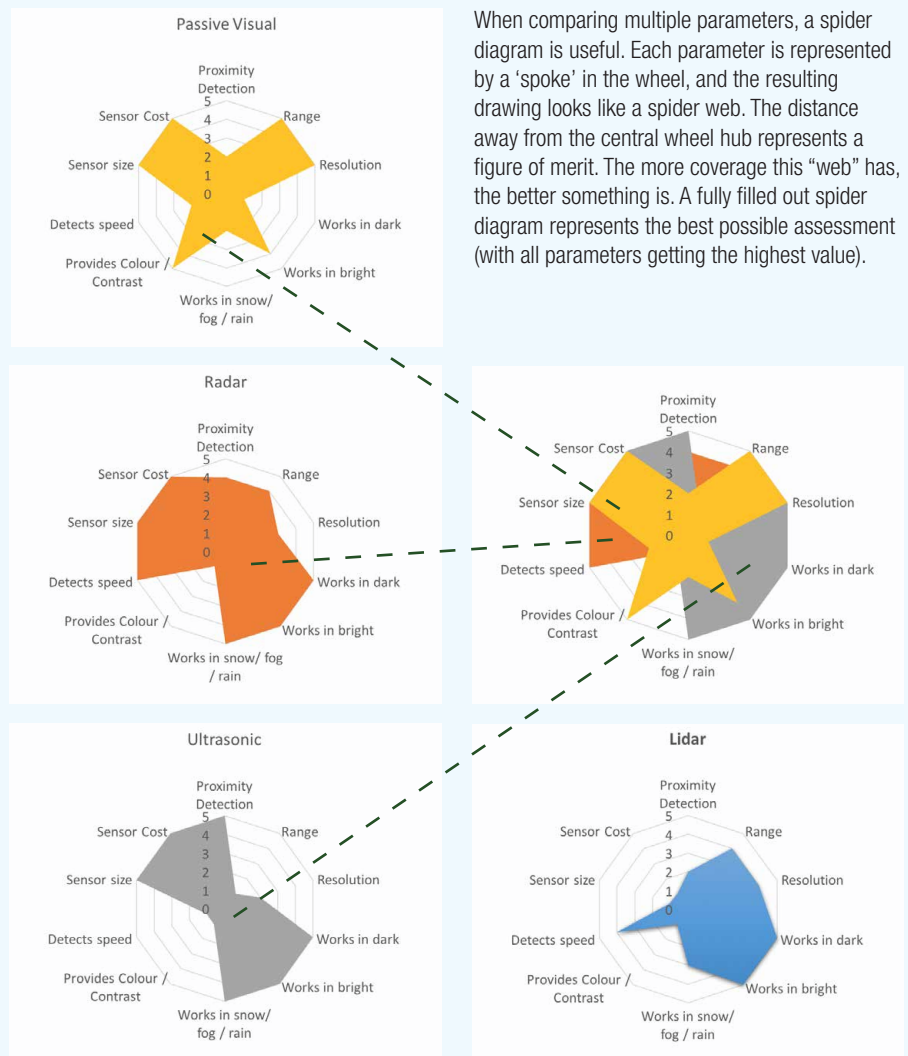 Passive Visual
Proximity
Detection
5
4
3
2
1
0
Range
Resolution
Works in dark
Works in bright
Works in snow/
fog / rain
Provides Colour /
Contrast
Detects speed
Sensor size
Sensor Cost
When comparing multiple parameters, a spider
diagram is useful. Each parameter is represented
by a ‘spoke’ in the wheel, and the resulting
drawing looks like a spider web. The distance
away from the central wheel hub represents a
figure of merit. The more coverage this “web” has,
the better something is. A fully filled out spider
diagram represents the best possible assessment
(with all parameters getting the highest value).
Radar
Proximity
Detection
5
4
3
2
1
0
Range
Resolution
Works in dark
Works in bright
Works in snow/ fog
/ rain
Provides Colour /
Contrast
Detects speed
Sensor size
Sensor Cost
Proximity
Detection
5
4
3
2
1
0
Range
Resolution
Works in dark
Works in bright
Works in snow/
fog / rain
Provides Colour /
Contrast
Detects speed
Sensor size
Sensor Cost
Ultrasonic
Proximity
Detection
5
4
3
2
1
0
Range
Resolution
Works in dark
Works in bright
Works in snow/
fog / rain
Provides Colour /
Contrast
Detects speed
Sensor size
Sensor Cost
Lidar
Proximity
Detection
5
4
3
2
1
0
Range
Resolution
Works in dark
Works in bright
Works in snow/
fog / rain
Provides Colour /
Contrast
Detects speed
Sensor size
Sensor Cost